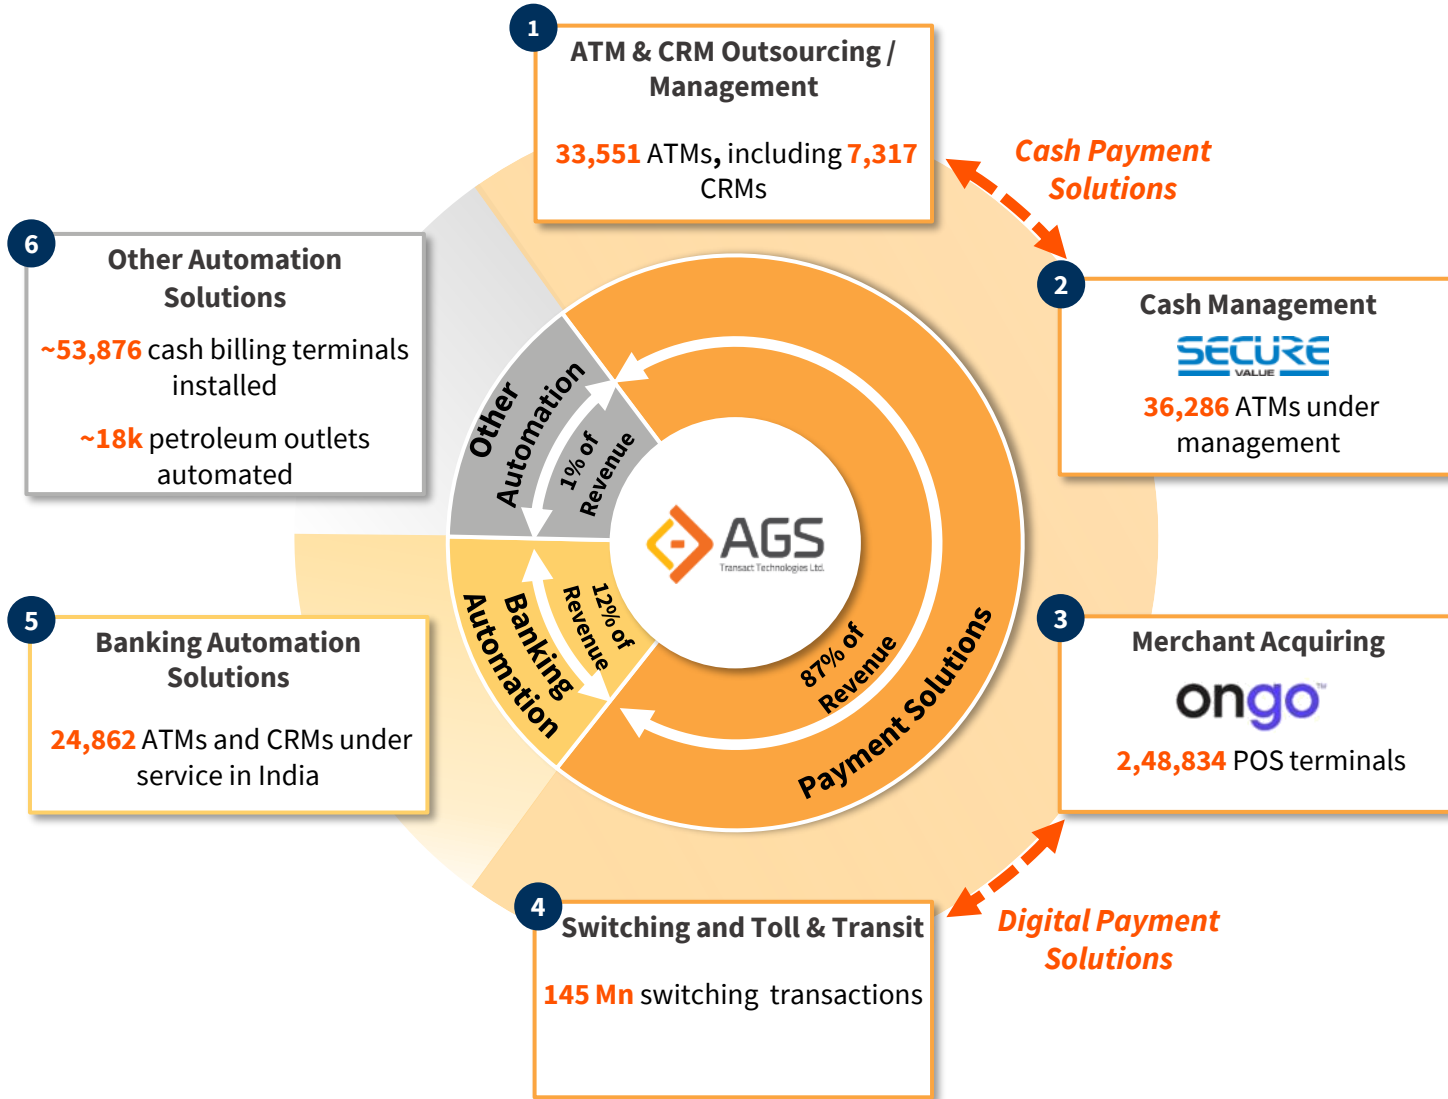 1
ATM & CRM Outsourcing /
Management
33,551 ATMs, including 7,317
CRMs
Cash Payment
Solutions
2
Cash Management
SECURE
VALUE
36,286 ATMs under
management
3
Merchant Acquiring
ongo™
2,48,834 POS terminals
Digital Payment
Solutions
4
Switching and Toll & Transit
145 Mn switching transactions
5
Banking Automation
Solutions
24,862 ATMs and CRMs under
service in India
6
Other Automation
Solutions
~53,876 cash billing terminals
installed
~18k petroleum outlets
automated
Other
Automation
1% of
Revenue
Banking
Automation
12% of
Revenue
87% of
Revenue
Payment Solutions
AGS
Transact Technologies Ltd.